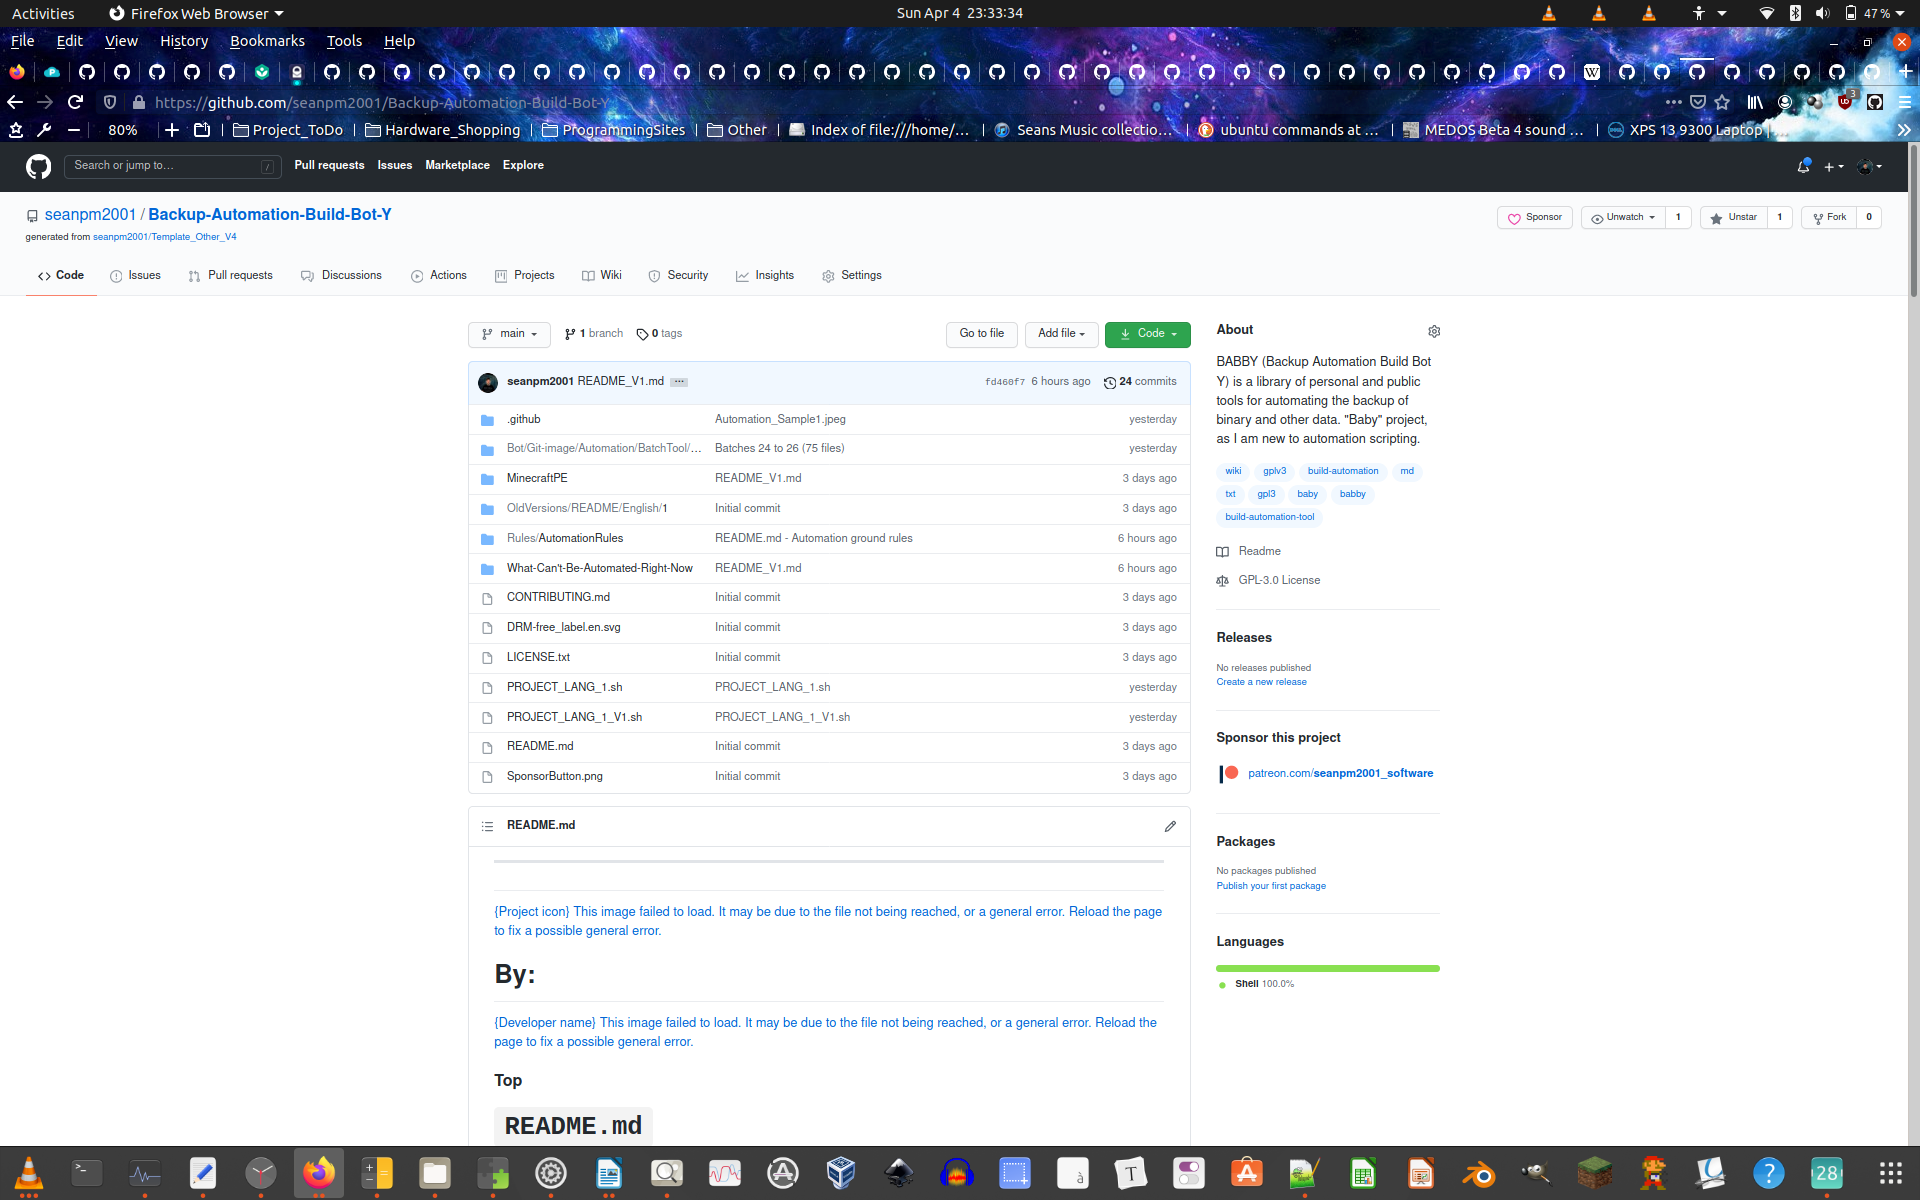 Activities Firefox Web Browser Sun Apr 4 23:33:34 47 %
File Edit View History Bookmarks Tools Help
https://github.com/seanpm2001/Backup-Automation-Build-Bot-Y 3
80% Project_ToDo Hardware_Shopping ProgrammingSites Other Index of file:///home/... Seans Music collectio... ubuntu commands at ... MEDOS Beta 4 sound ... XPS 13 9300 Laptop | ...
Search or jump to... / Pull requests Issues Marketplace Explore
seanpm2001 / Backup-Automation-Build-Bot-Y Sponsor Unwatch 1 Unstar 1 Fork 0
generated from seanpm2001/Template_Other_V4
Code Issues Pull requests Discussions Actions Projects Wiki Security Insights Settings
main 1 branch 0 tags Go to file Add file Code
seanpm2001 README_V1.md ... fd460f7 6 hours ago 24 commits
.github Automation_Sample1.jpeg yesterday
Bot/Git-image/Automation/BatchTool/... Batches 24 to 26 (75 files) yesterday
MinecraftPE README_V1.md 3 days ago
OldVersions/README/English/1 Initial commit 3 days ago
Rules/AutomationRules README.md - Automation ground rules 6 hours ago
What-Can't-Be-Automated-Right-Now README_V1.md 6 hours ago
CONTRIBUTING.md Initial commit 3 days ago
DRM-free_label.en.svg Initial commit 3 days ago
LICENSE.txt Initial commit 3 days ago
PROJECT_LANG_1.sh PROJECT_LANG_1.sh yesterday
PROJECT_LANG_1_V1.sh PROJECT_LANG_1_V1.sh yesterday
README.md Initial commit 3 days ago
SponsorButton.png Initial commit 3 days ago
README.md
{Project icon} This image failed to load. It may be due to the file not being reached, or a general error. Reload the page
to fix a possible general error.
By:
{Developer name} This image failed to load. It may be due to the file not being reached, or a general error. Reload the
page to fix a possible general error.
Top
README.md
About
BABBY (Backup Automation Build Bot
Y) is a library of personal and public
tools for automating the backup of
binary and other data. "Baby" project,
as I am new to automation scripting.
wiki gplv3 build-automation md
txt gpl3 baby babby
build-automation-tool
Readme
GPL-3.0 License
Releases
No releases published
Create a new release
Sponsor this project
patreon.com/seanpm2001_software
Packages
No packages published
Publish your first package
Languages
Shell 100.0%
28